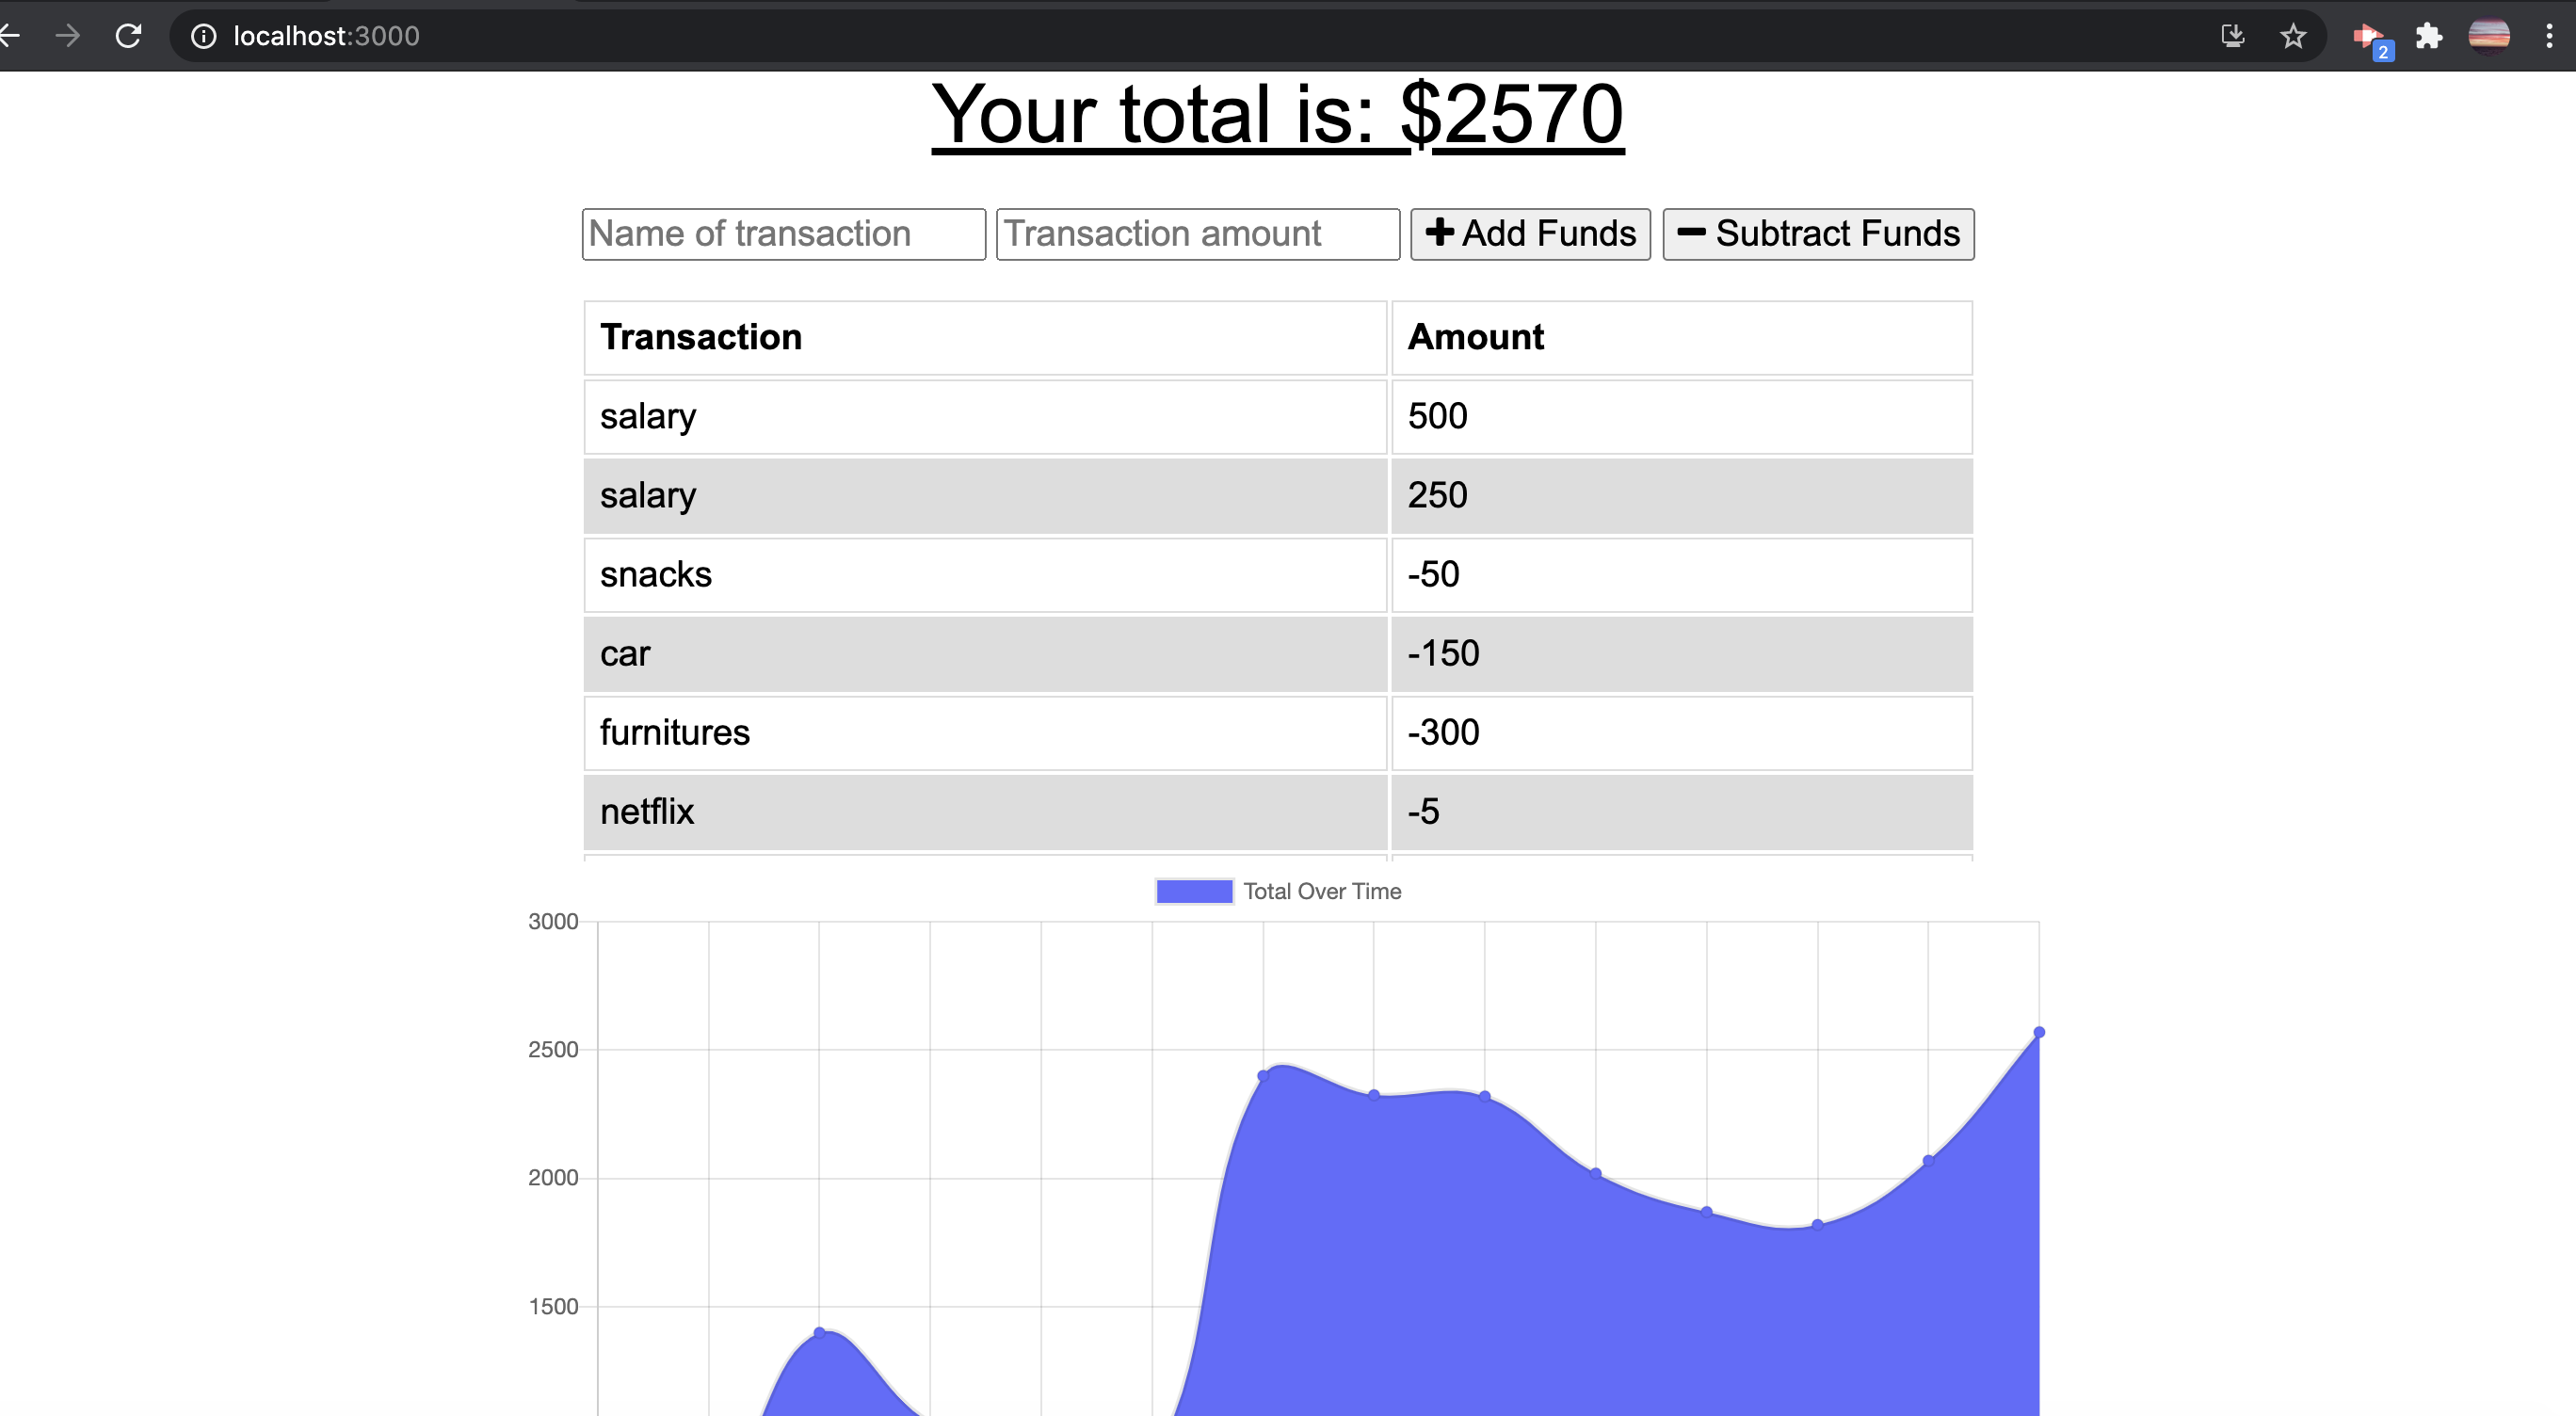 localhost:3000
2
Your total is: $2570
Name of transaction Transaction amount Add Funds Subtract Funds
Transaction Amount
salary 500
salary 250
snacks -50
car -150
furnitures -300
netflix -5
Total Over Time
3000
2500
2000
1500